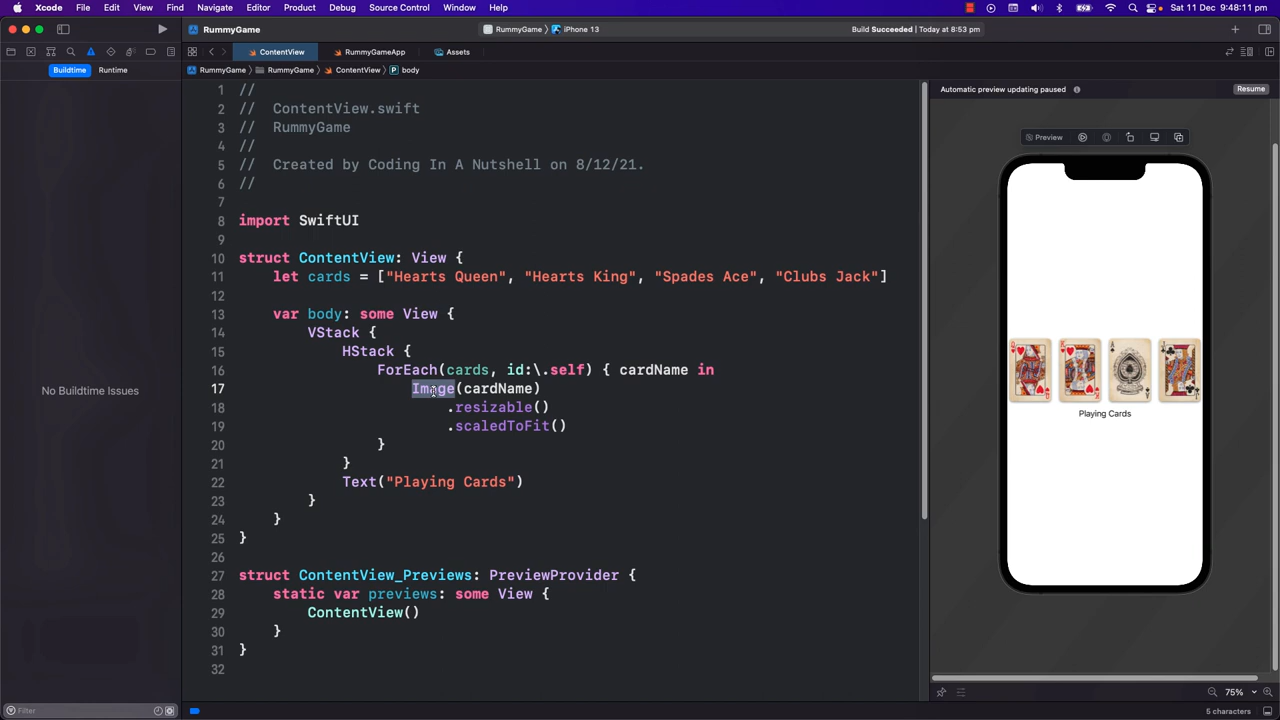 Xcode File Edit View Find Navigate Editor Product Debug Source Control Window Help Sat 11 Dec 9:48:11 pm
RummyGame RummyGame 〉 iPhone 13 Build Succeeded | Today at 8:53 pm
ContentView RummyGameApp Assets
Buildtime Runtime
RummyGame 〉 RummyGame 〉 ContentView 〉 P body
Automatic preview updating paused Resume
Preview
1 //
2 //  ContentView.swift
3 //  RummyGame
4 //
5 //  Created by Coding In A Nutshell on 8/12/21.
6 //
7
8 import SwiftUI
9
10 struct ContentView: View {
11     let cards = ["Hearts Queen", "Hearts King", "Spades Ace", "Clubs Jack"]
12
13     var body: some View {
14         VStack {
15             HStack {
16                 ForEach(cards, id:\.self) { cardName in
17                     Image(cardName)
18                         .resizable()
19                         .scaledToFit()
20                 }
21             }
22             Text("Playing Cards")
23         }
24     }
25 }
26
27 struct ContentView_Previews: PreviewProvider {
28     static var previews: some View {
29         ContentView()
30     }
31 }
32
No Buildtime Issues
Playing Cards
75%
Filter
5 characters